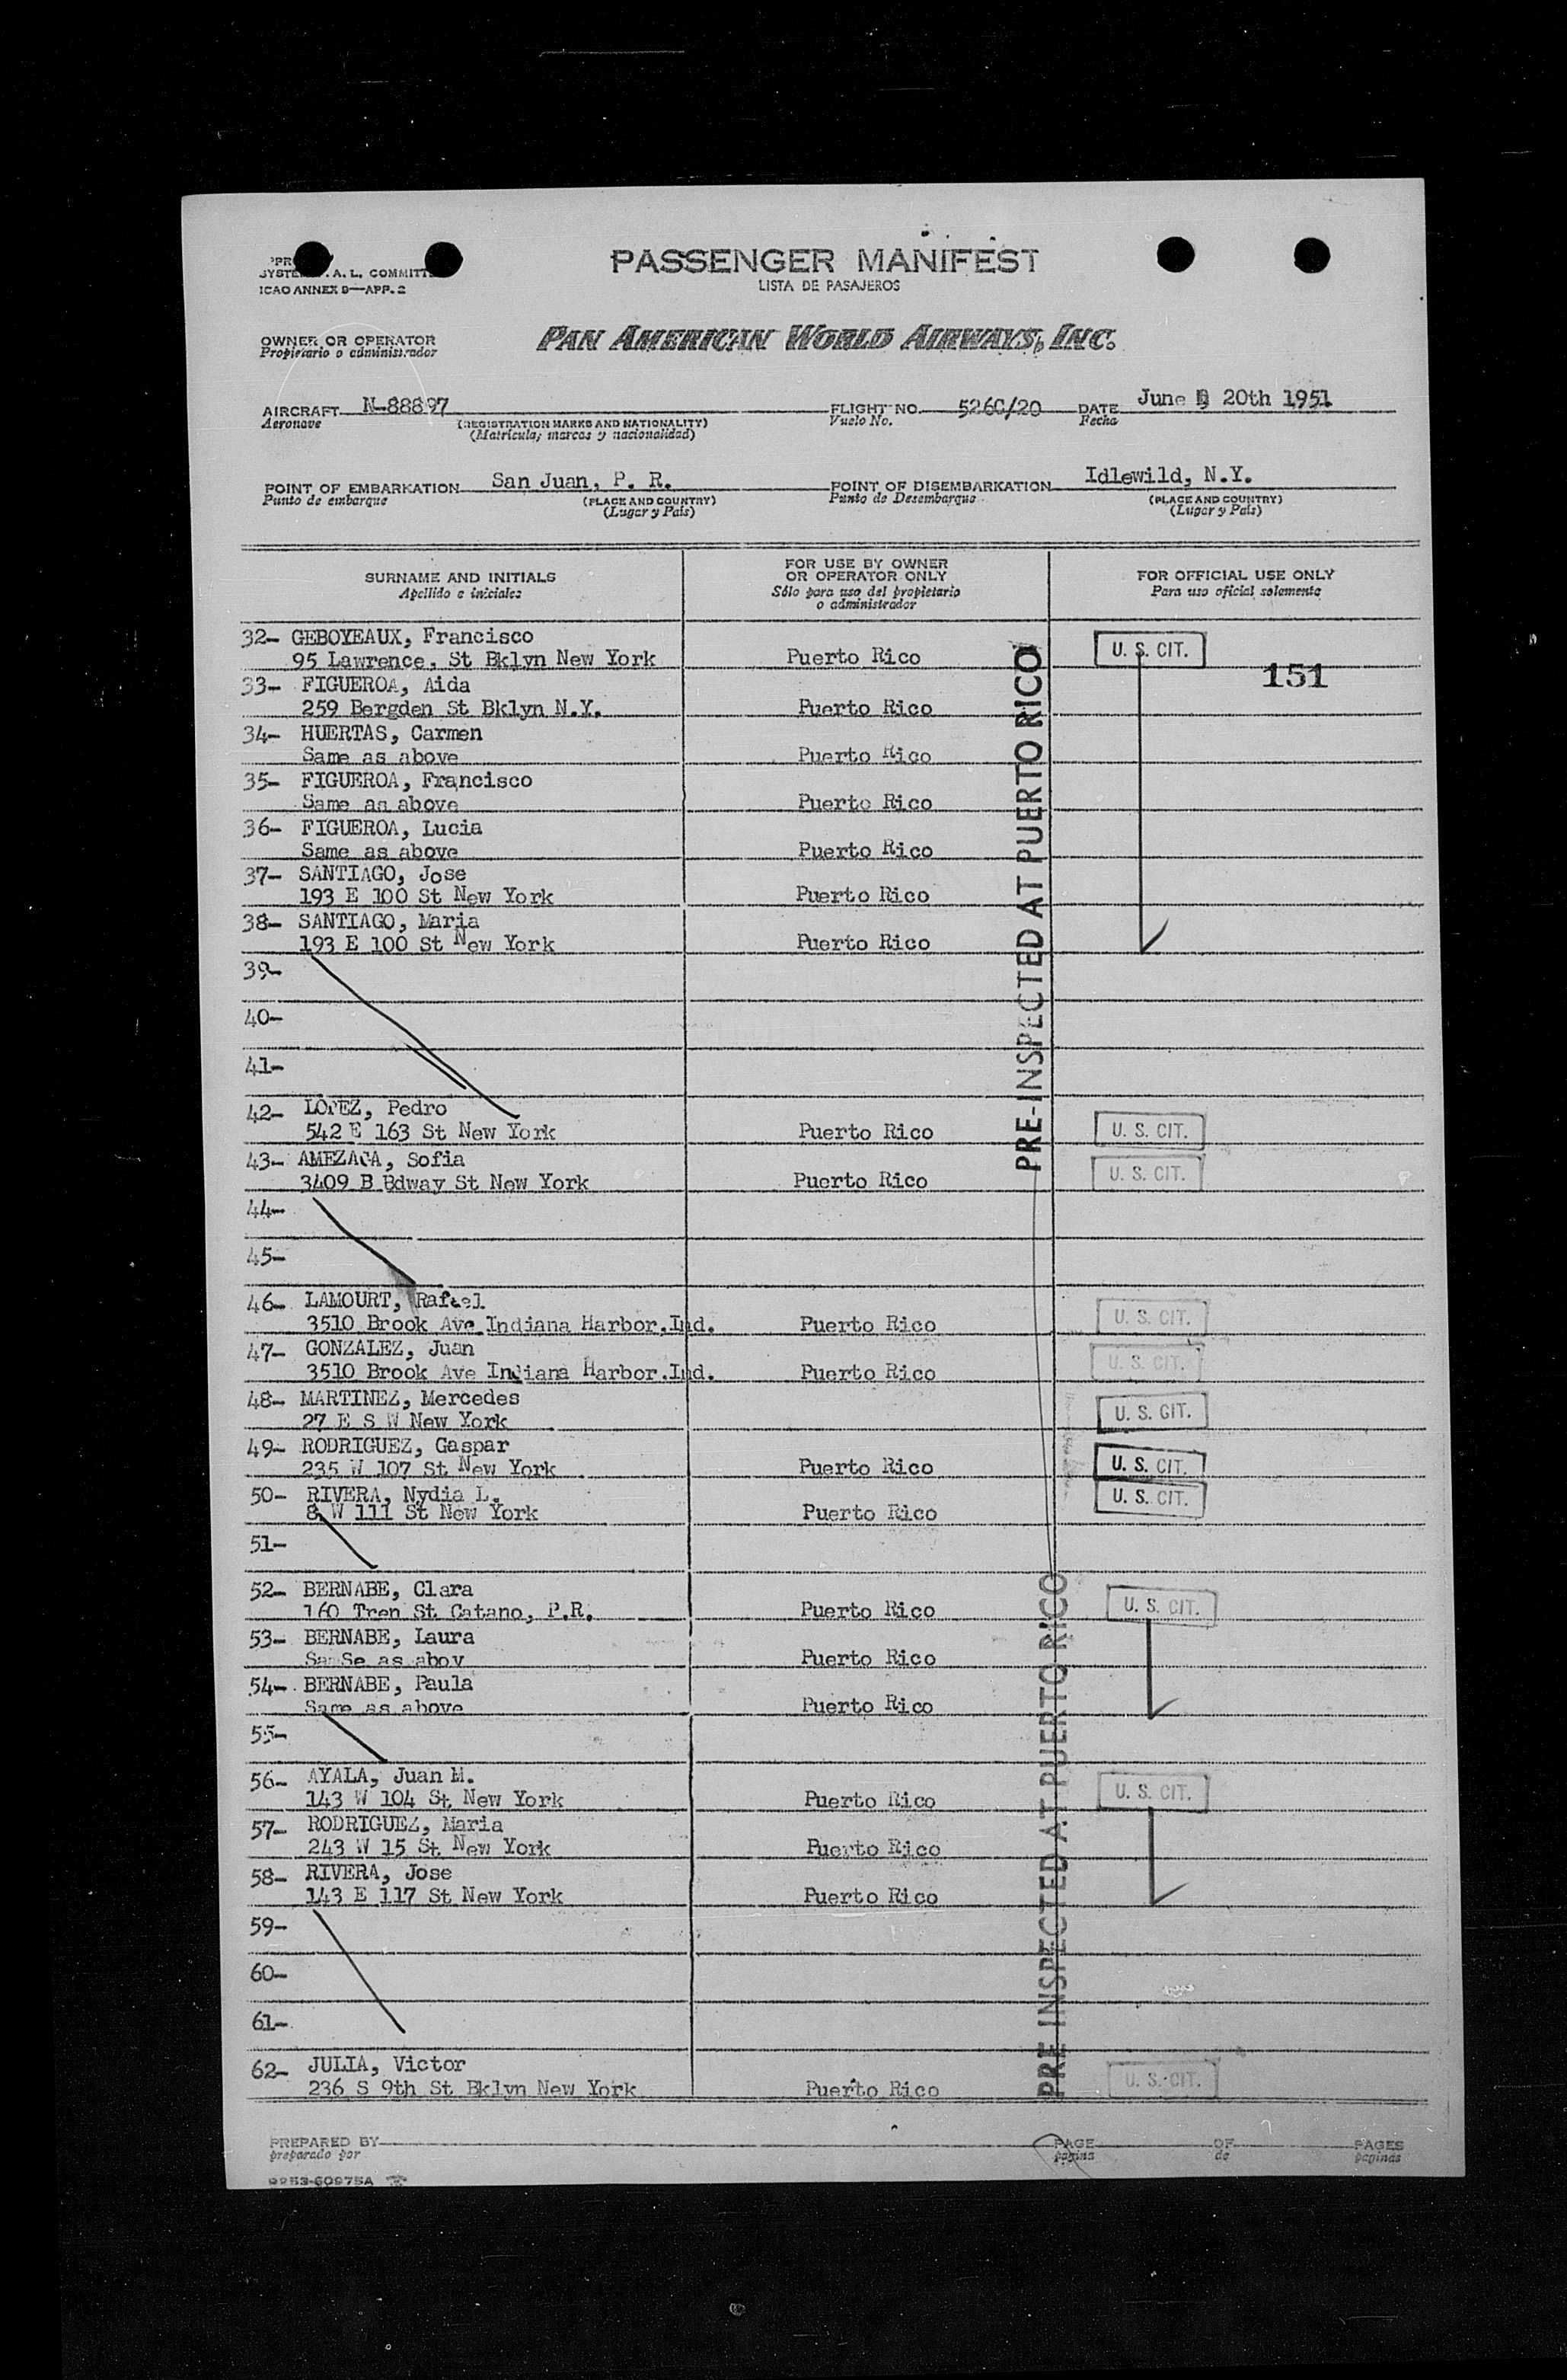 A. L. COMMITT
ICAO ANNEX 9—APP. 2
PASSENGER MANIFEST
LISTA DE PASAJEROS
OWNER OR OPERATOR
Propietario o administrador
PAN AMERICAN WORLD AIRWAYS, INC.
AIRCRAFT N-88897 FLIGHT NO. 526C/20 DATE June 20th 1951
Aeronave (REGISTRATION MARKS AND NATIONALITY) Vuelo No. Fecha
(Matricula, marcas y nacionalidad)
POINT OF EMBARKATION San Juan, P. R. POINT OF DISEMBARKATION Idlewild, N.Y.
Punto de embarque (PLACE AND COUNTRY) Punto de Desembarque (PLACE AND COUNTRY)
(Lugar y País) (Lugar y País)
SURNAME AND INITIALS FOR USE BY OWNER OR OPERATOR ONLY FOR OFFICIAL USE ONLY
Apellido e iniciales Sólo para uso del propietario o administrador Para uso oficial solamente
32- GEBOYEAUX, Francisco U. S. CIT.
95 Lawrence. St Bklyn New York Puerto Rico
151
33- FIGUEROA, Aida
259 Bergden St Bklyn N.Y. Puerto Rico
34- HUERTAS, Carmen
Same as above Puerto Rico
35- FIGUEROA, Francisco
Same as above Puerto Rico
36- FIGUEROA, Lucia
Same as above Puerto Rico
37- SANTIAGO, Jose
193 E 100 St New York Puerto Rico
38- SANTIAGO, Maria
193 E 100 St New York Puerto Rico
39-
40-
41-
42- LOPEZ, Pedro
542 E 163 St New York Puerto Rico U. S. CIT.
43- AMEZACA, Sofia
3409 B Bdway St New York Puerto Rico U. S. CIT.
44-
45-
46- LAMOURT, Rafael
3510 Brook Ave Indiana Harbor.Ind. Puerto Rico U. S. CIT.
47- GONZALEZ, Juan
3510 Brook Ave Indiana Harbor.Ind. Puerto Rico U. S. CIT.
48- MARTINEZ, Mercedes
27 E S W New York U. S. CIT.
49- RODRIGUEZ, Gaspar
235 W 107 St New York Puerto Rico U. S. CIT.
50- RIVERA, Nydia L.
8 W 111 St New York Puerto Rico U. S. CIT.
51-
52- BERNABE, Clara
160 Tren St Catano, P.R. Puerto Rico U. S. CIT.
53- BERNABE, Laura
SamSe as abov Puerto Rico
54- BERNABE, Paula
Same as above Puerto Rico
55-
56- AYALA, Juan M.
143 W 104 St New York Puerto Rico U. S. CIT.
57- RODRIGUEZ, Maria
243 W 15 St New York Puerto Rico
58- RIVERA, Jose
143 E 117 St New York Puerto Rico
59-
60-
61-
62- JULIA, Victor
236 S 9th St Bklyn New York Puerto Rico U. S. CIT.
PRE-INSPECTED AT PUERTO RICO
PRE INSPECTED AT PUERTO RICO
PREPARED BY PAGE OF PAGES
preparado por pagina de paginas